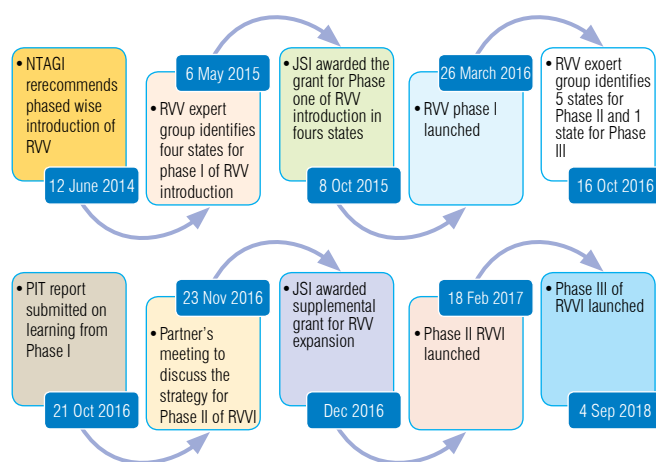 • NTAGI
rerecommends
phased wise
introduction of
RVV
12 June 2014
6 May 2015
• RVV expert
group identifies
four states for
phase I of RVV
introduction
• JSI awarded the
grant for Phase
one of RVV
introduction in
fours states
8 Oct 2015
26 March 2016
• RVV phase I
launched
• RVV exoert
group identifies
5 states for
Phase II and 1
state for Phase
III
16 Oct 2016
• PIT report
submitted on
learning from
Phase I
21 Oct 2016
23 Nov 2016
• Partner's
meeting to
discuss the
strategy for
Phase II of RVVI
• JSI awarded
supplemental
grant for RVV
expansion
Dec 2016
18 Feb 2017
• Phase II RVVI
launched
• Phase III of
RVVI launched
4 Sep 2018